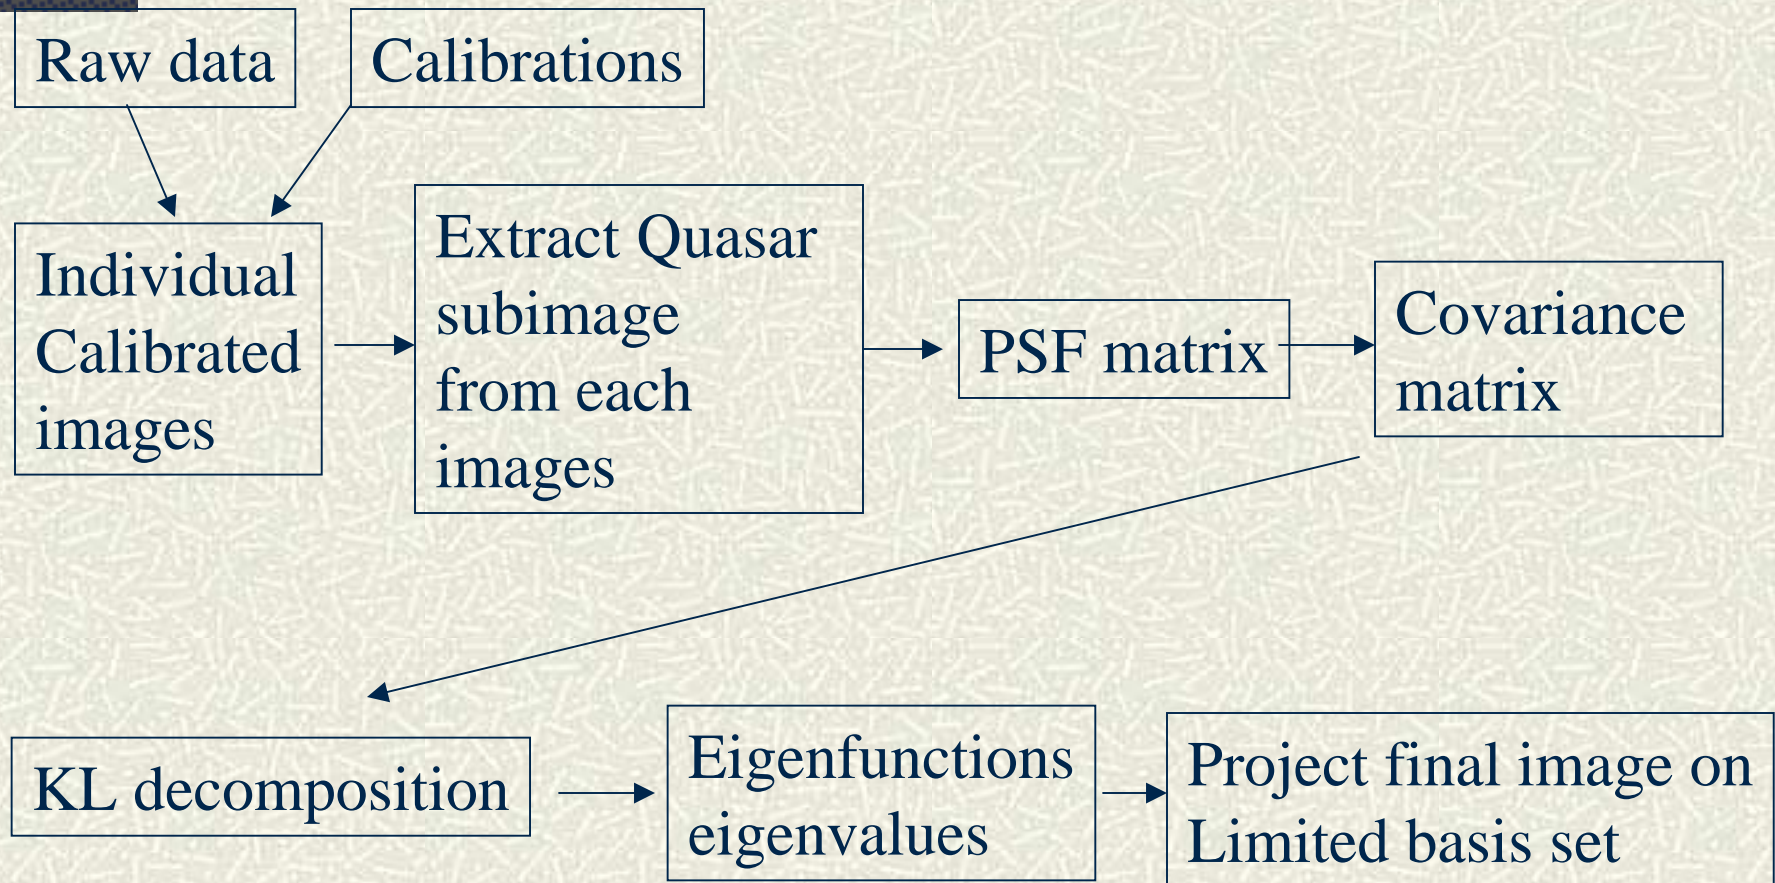 Raw data
Calibrations
Individual
Calibrated
images
Extract Quasar
subimage
from each
images
PSF matrix
Covariance
matrix
KL decomposition
Eigenfunctions
eigenvalues
Project final image on
Limited basis set